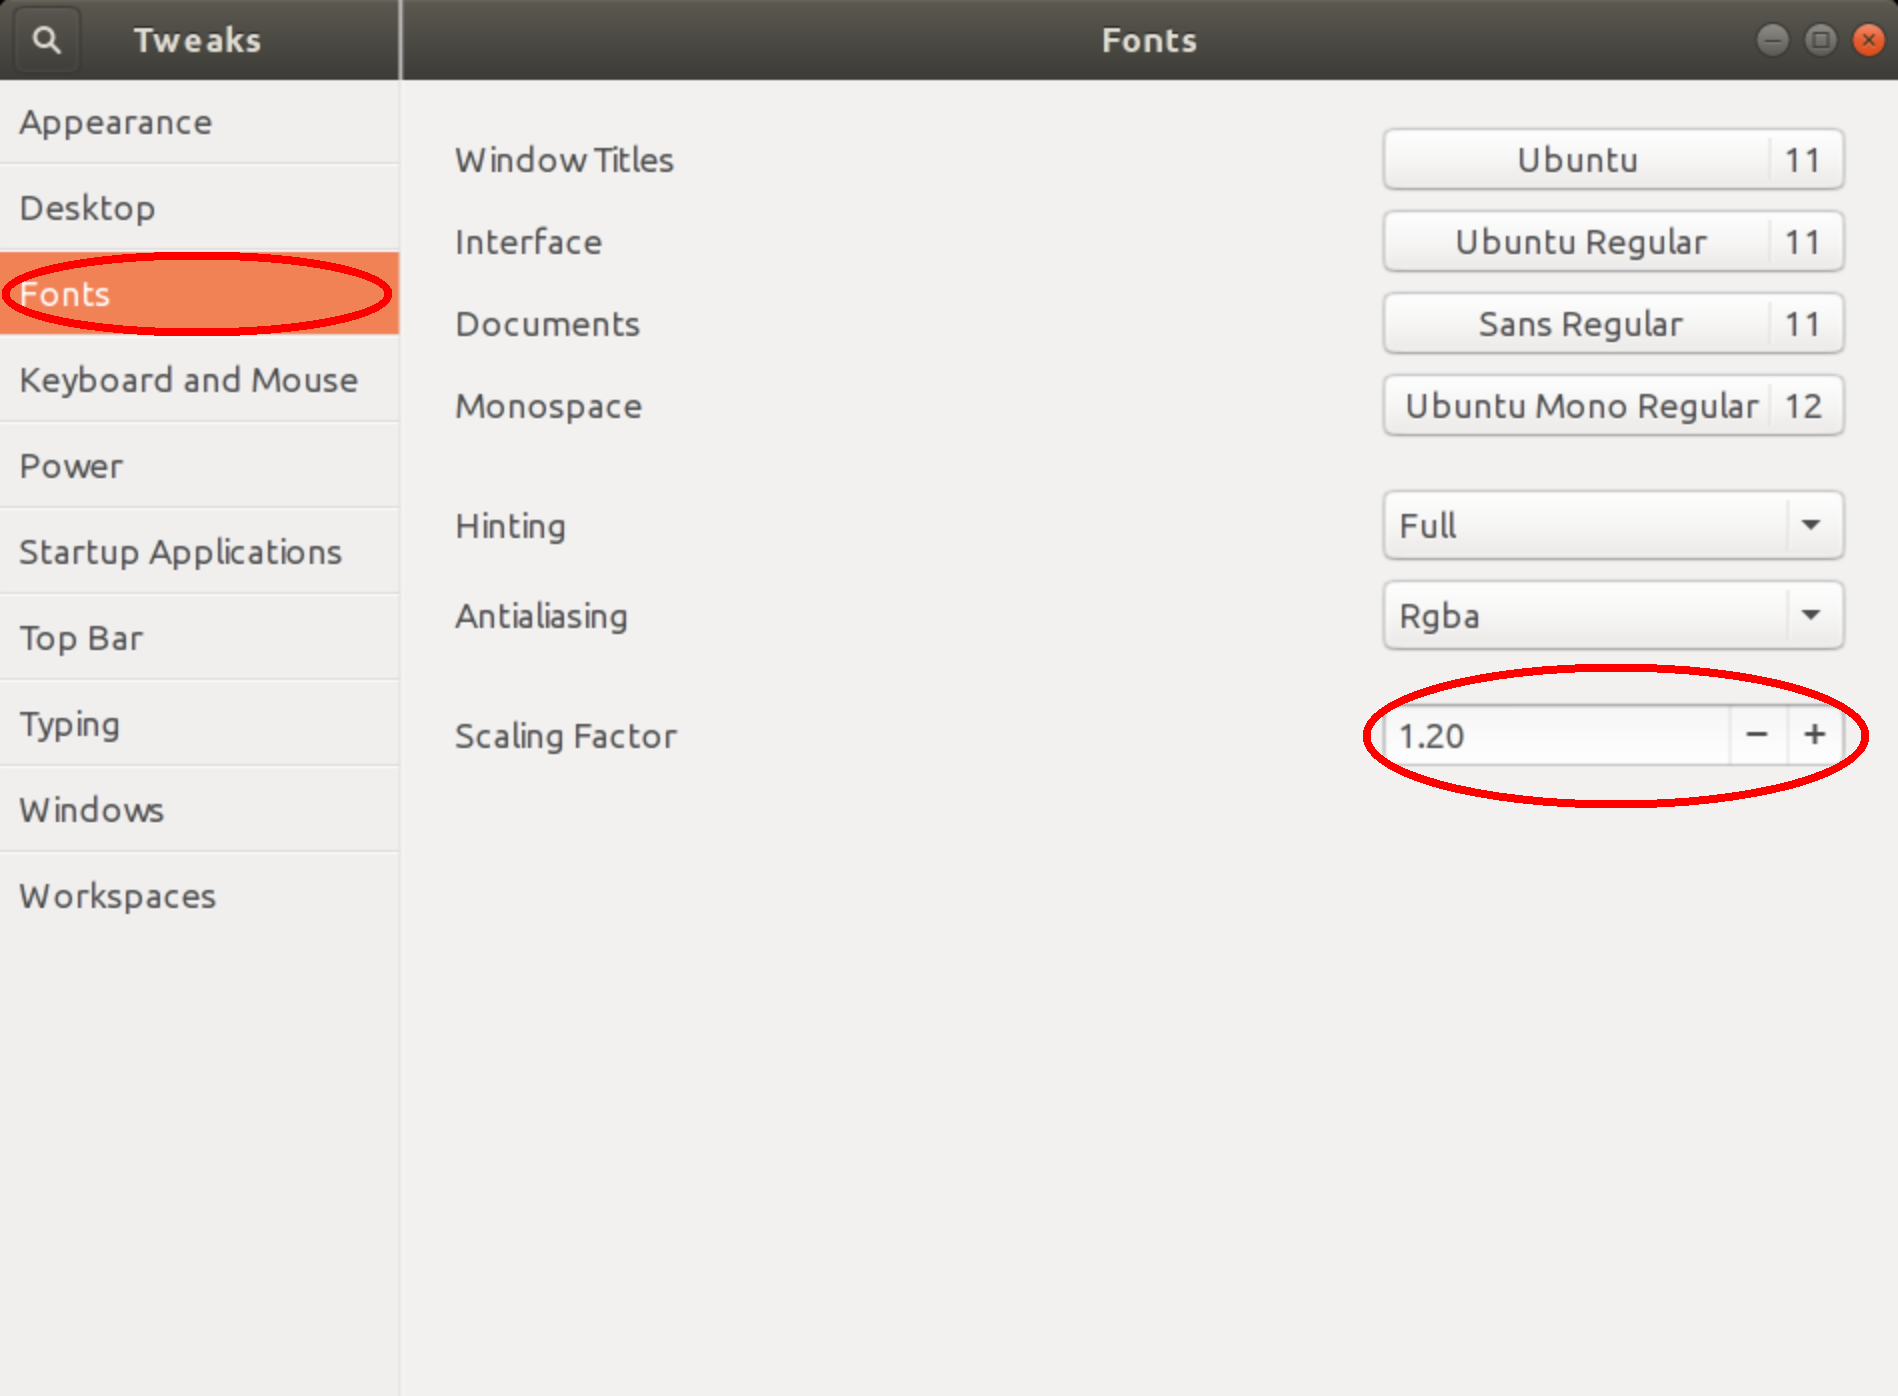 Tweaks
Fonts
Appearance
Desktop
Fonts
Keyboard and Mouse
Power
Startup Applications
Top Bar
Typing
Windows
Workspaces
Window Titles Ubuntu 11
Interface Ubuntu Regular 11
Documents Sans Regular 11
Monospace Ubuntu Mono Regular 12
Hinting Full
Antialiasing Rgba
Scaling Factor 1.20 − +